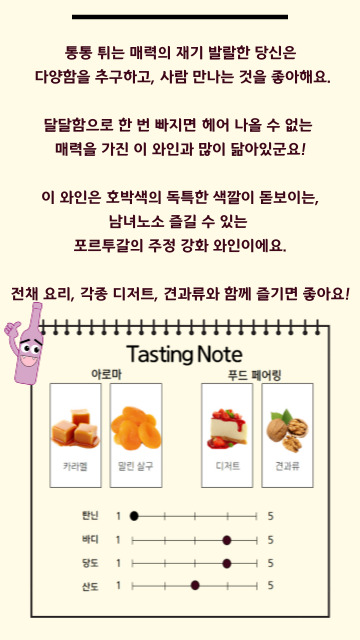 통통 튀는 매력의 재기 발랄한 당신은
다양함을 추구하고, 사람 만나는 것을 좋아해요.
달달함으로 한 번 빠지면 헤어 나올 수 없는
매력을 가진 이 와인과 많이 닮아있군요!
이 와인은 호박색의 독특한 색깔이 돋보이는,
남녀노소 즐길 수 있는
포르투갈의 주정 강화 와인이에요.
전채 요리, 각종 디저트, 견과류와 함께 즐기면 좋아요!
Tasting Note
아로마 푸드 페어링
카라멜 말린 살구 디저트 견과류
탄닌 1 5
바디 1 5
당도 1 5
산도 1 5